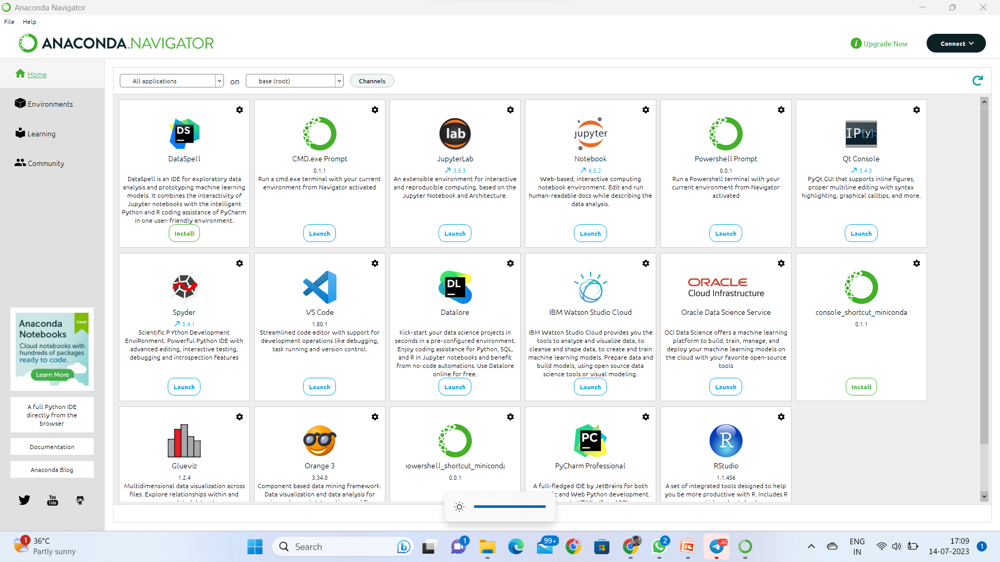 Anaconda Navigator
File Help
ANACONDA.NAVIGATOR
Upgrade Now
Connect
Home
Environments
Learning
Community
All applications on base (root) Channels
DS
DataSpell
DataSpell is an IDE for exploratory data
analysis and prototyping machine learning
models. It combines the interactivity of
Jupyter notebooks with the intelligent
Python and R coding assistance of PyCharm
in one user-friendly environment.
Install
CMD.exe Prompt
0.1.1
Run a cmd.exe terminal with your current
environment from Navigator activated
Launch
lab
JupyterLab
3.5.3
An extensible environment for interactive
and reproducible computing, based on the
Jupyter Notebook and Architecture.
Launch
jupyter
Notebook
6.5.2
Web-based, interactive computing
notebook environment. Edit and run
human-readable docs while describing the
data analysis.
Launch
Powershell Prompt
0.0.1
Run a Powershell terminal with your
current environment from Navigator
activated
Launch
IP[y]:
Qt Console
5.4.0
PyQt GUI that supports inline figures,
proper multiline editing with syntax
highlighting, graphical calltips, and more.
Launch
Spyder
5.4.1
Scientific PYthon Development
EnviRonment. Powerful Python IDE with
advanced editing, interactive testing,
debugging and introspection features
Launch
VS Code
1.80.1
Streamlined code editor with support for
development operations like debugging,
task running and version control.
Launch
DL
Datalore
Kick-start your data science projects in
seconds in a pre-configured environment.
Enjoy coding assistance for Python, SQL,
and R in Jupyter notebooks and benefit
from no-code automations. Use Datalore
online for free.
Launch
IBM Watson Studio Cloud
IBM Watson Studio Cloud provides you the
tools to analyze and visualize data, to
cleanse and shape data, to create and train
machine learning models. Prepare data and
build models, using open source data
science tools or visual modeling.
Launch
ORACLE
Cloud Infrastructure
Oracle Data Science Service
OCI Data Science offers a machine learning
platform to build, train, manage, and
deploy your machine learning models on
the cloud with your favorite open-source
tools
Launch
console_shortcut_miniconda
0.1.1
Install
Glueviz
1.2.4
Multidimensional data visualization across
files. Explore relationships within and
Orange 3
3.34.0
Component based data mining framework.
Data visualization and data analysis for
powershell_shortcut_miniconda
0.0.1
PC
PyCharm Professional
A full-fledged IDE by JetBrains for both
and Web Python development.
R
RStudio
1.1.456
A set of integrated tools designed to help
you be more productive with R. Includes R
Anaconda
Notebooks
New!
Cloud notebooks with
hundreds of packages
ready to code.
Learn More
A full Python IDE
directly from the
browser
Documentation
Anaconda Blog
You
Tube
1
36°C
Partly sunny
Search
1
99+
2
46
ENG
IN
17:09
14-07-2023
1